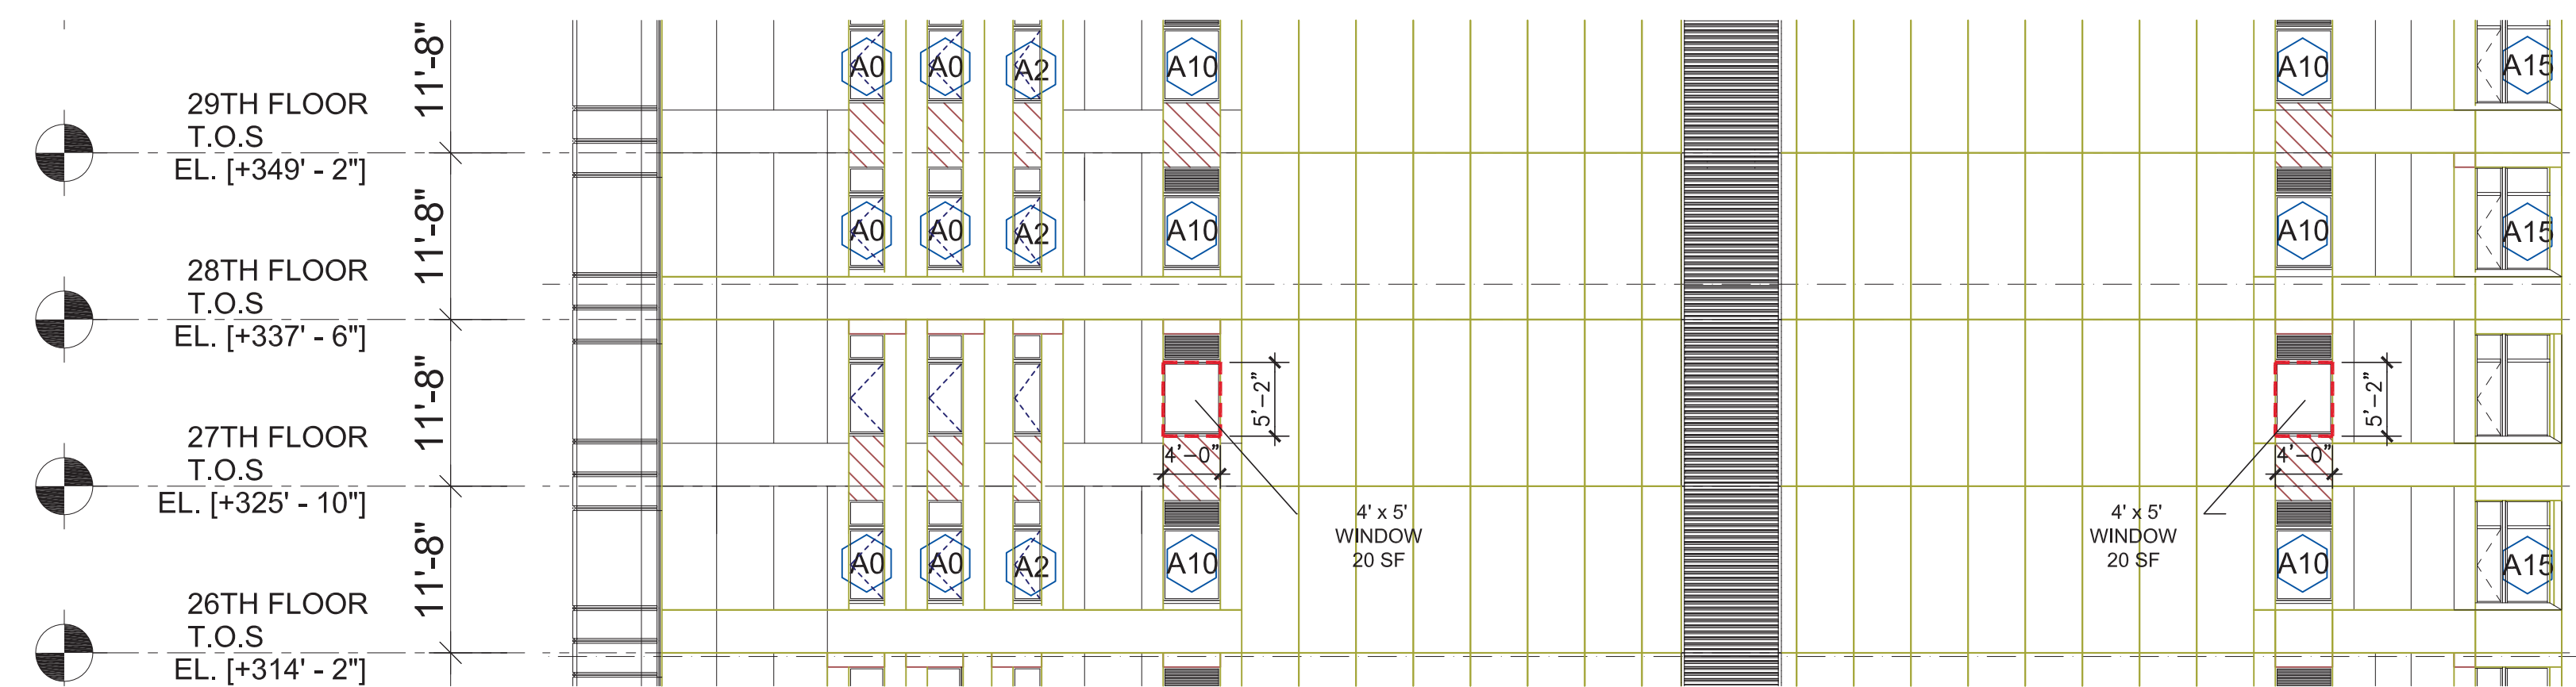 11'-8"
29TH FLOOR
T.O.S
EL. [+349' - 2"]
A0 A0 A2 A10 A10 A15
11'-8"
28TH FLOOR
T.O.S
EL. [+337' - 6"]
A0 A0 A2 A10 A10 A15
11'-8"
27TH FLOOR
T.O.S
EL. [+325' - 10"]
5'–2"
4'–0"
5'–2"
4'–0"
4' x 5'
WINDOW
20 SF
4' x 5'
WINDOW
20 SF
11'-8"
26TH FLOOR
T.O.S
EL. [+314' - 2"]
A0 A0 A2 A10 A10 A15